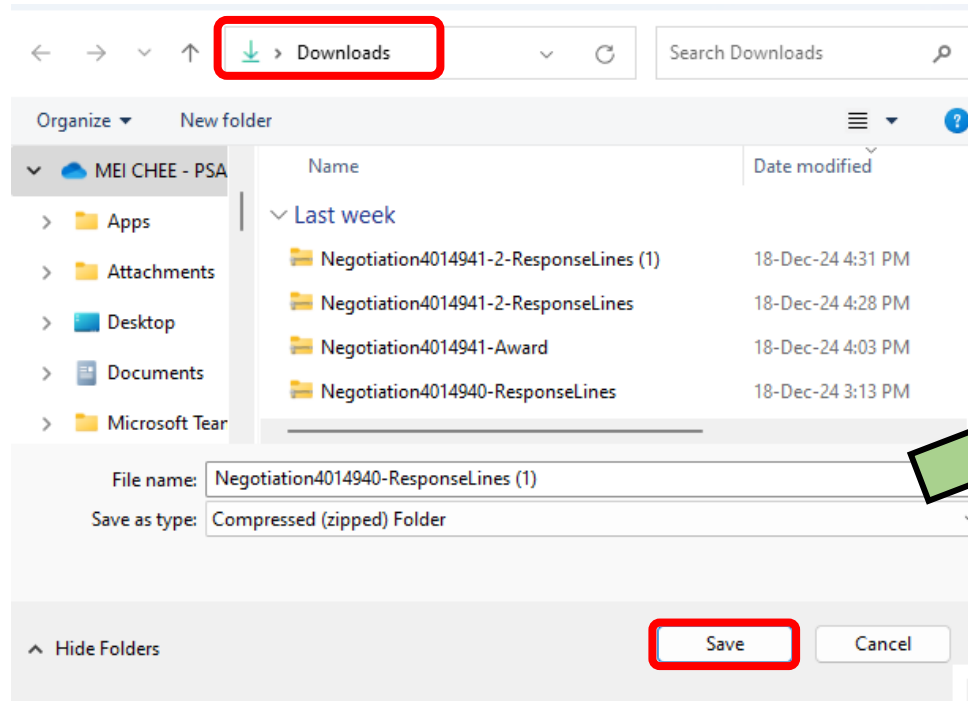 Downloads
Search Downloads
Organize
New folder
MEI CHEE - PSA
Name
Date modified
Apps
Last week
Attachments
Negotiation4014941-2-ResponseLines (1)
18-Dec-24 4:31 PM
Desktop
Negotiation4014941-2-ResponseLines
18-Dec-24 4:28 PM
Documents
Negotiation4014941-Award
18-Dec-24 4:03 PM
Microsoft Tear
Negotiation4014940-ResponseLines
18-Dec-24 3:13 PM
File name: Negotiation4014940-ResponseLines (1)
Save as type: Compressed (zipped) Folder
Hide Folders
Save
Cancel